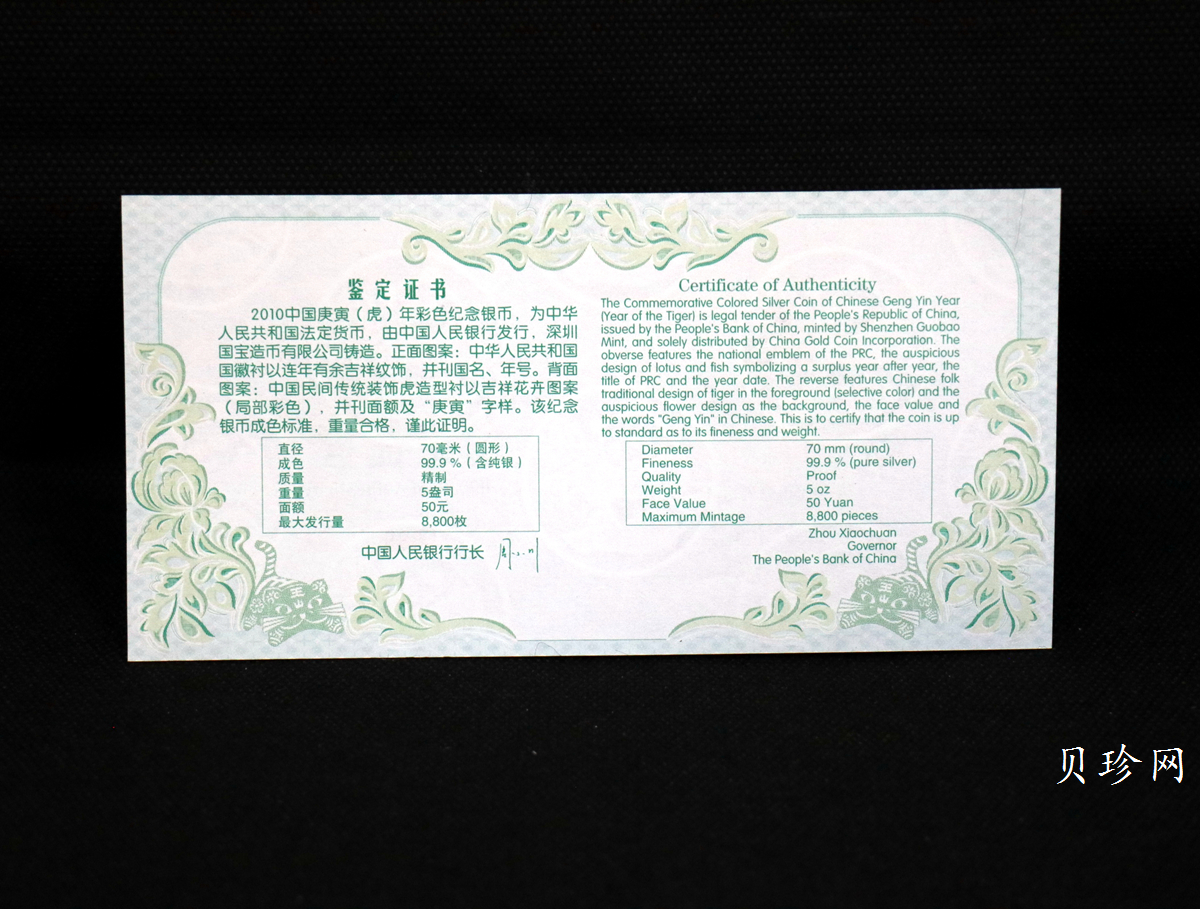 鉴定证书
2010中国庚寅（虎）年彩色纪念银币，为中华
人民共和国法定货币，由中国人民银行发行，深圳
国宝造币有限公司铸造。正面图案：中华人民共和国
国徽衬以连年有余吉祥纹饰，并刊国名、年号。背面
图案：中国民间传统装饰虎造型衬以吉祥花卉图案
（局部彩色），并刊面额及“庚寅”字样。该纪念
银币成色标准，重量合格，谨此证明。
直径 70毫米（圆形）
成色 99.9％（含纯银）
质量 精制
重量 5盎司
面额 50元
最大发行量 8,800枚
中国人民银行行长
Certificate of Authenticity
The Commemorative Colored Silver Coin of Chinese Geng Yin Year
(Year of the Tiger) is legal tender of the People's Republic of China,
issued by the People's Bank of China, minted by Shenzhen Guobao
Mint, and solely distributed by China Gold Coin Incorporation. The
obverse features the national emblem of the PRC, the auspicious
design of lotus and fish symbolizing a surplus year after year, the
title of PRC and the year date. The reverse features Chinese folk
traditional design of tiger in the foreground (selective color) and the
auspicious flower design as the background, the face value and
the words "Geng Yin" in Chinese. This is to certify that the coin is up
to standard as to its fineness and weight.
Diameter 70 mm (round)
Fineness 99.9 % (pure silver)
Quality Proof
Weight 5 oz
Face Value 50 Yuan
Maximum Mintage 8,800 pieces
Zhou Xiaochuan
Governor
The People's Bank of China
王
王
贝珍网